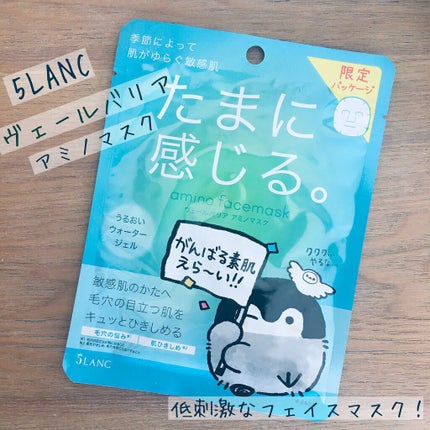 5LANC
ヴェールバリア
アミノマスク
季節によって
肌がゆらぐ敏感肌
限定
パッケージ
たまに
感じる。
amino facemask
ヴェールバリア アミノマスク
うるおい
ウォーター
ジェル
がんばる素肌
えら〜い!!
ククク…
やるな…
敏感肌のかたへ
毛穴の目立つ肌を
キュッとひきしめる
毛穴の悩み
肌ひきしめ
5LANC
低刺激なフェイスマスク!